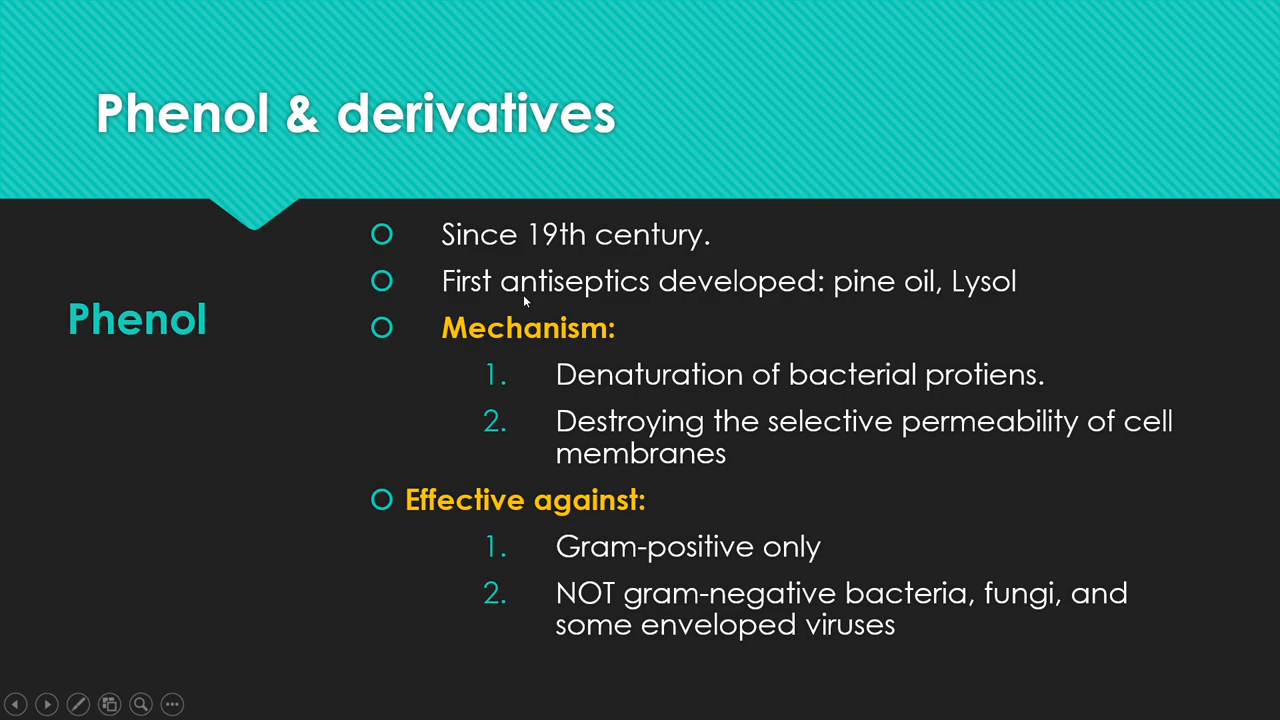 Phenol & derivatives
Phenol
O Since 19th century.
O First antiseptics developed: pine oil, Lysol
O Mechanism:
1. Denaturation of bacterial protiens.
2. Destroying the selective permeability of cell
membranes
O Effective against:
1. Gram-positive only
2. NOT gram-negative bacteria, fungi, and
some enveloped viruses